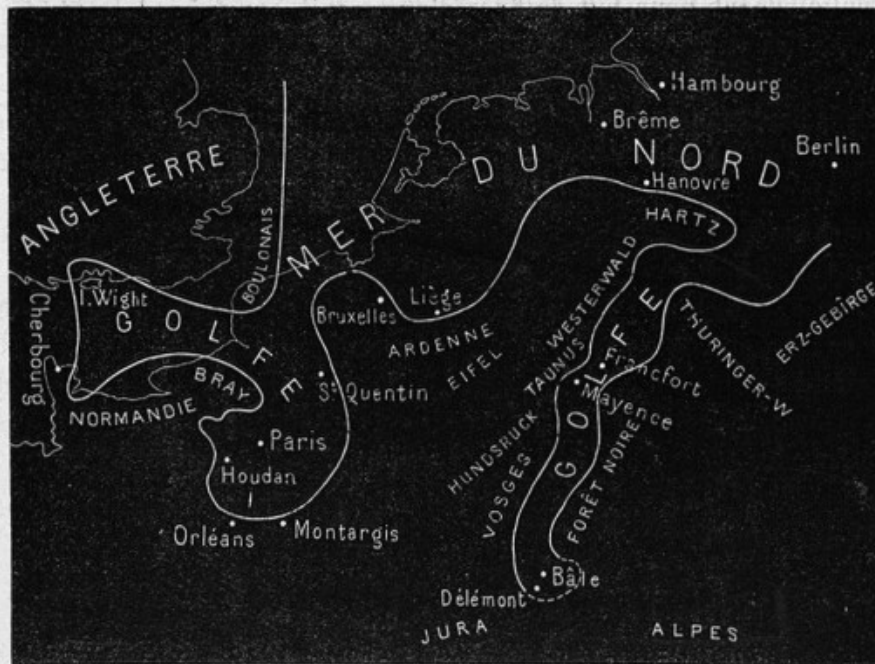 Hambourg
Brême
Berlin
DU NORD
Hanovre
ANGLETERRE
HARTZ
MER
BOULONAIS
WESTERWALD
I. Wight
GOLFE
Cherbourg
Bruxelles
Liège
ARDENNE
EIFEL
GOLFE
THURINGER-W
ERZ-GEBÎRGE
TAUNUS
Francfort
Mayence
BRAY
St Quentin
NORMANDIE
HUNDSRUCK
VOSGES
FORÊT NOIRE
Paris
Houdan
Orléans
Montargis
Bâle
Délémont
JURA
ALPES